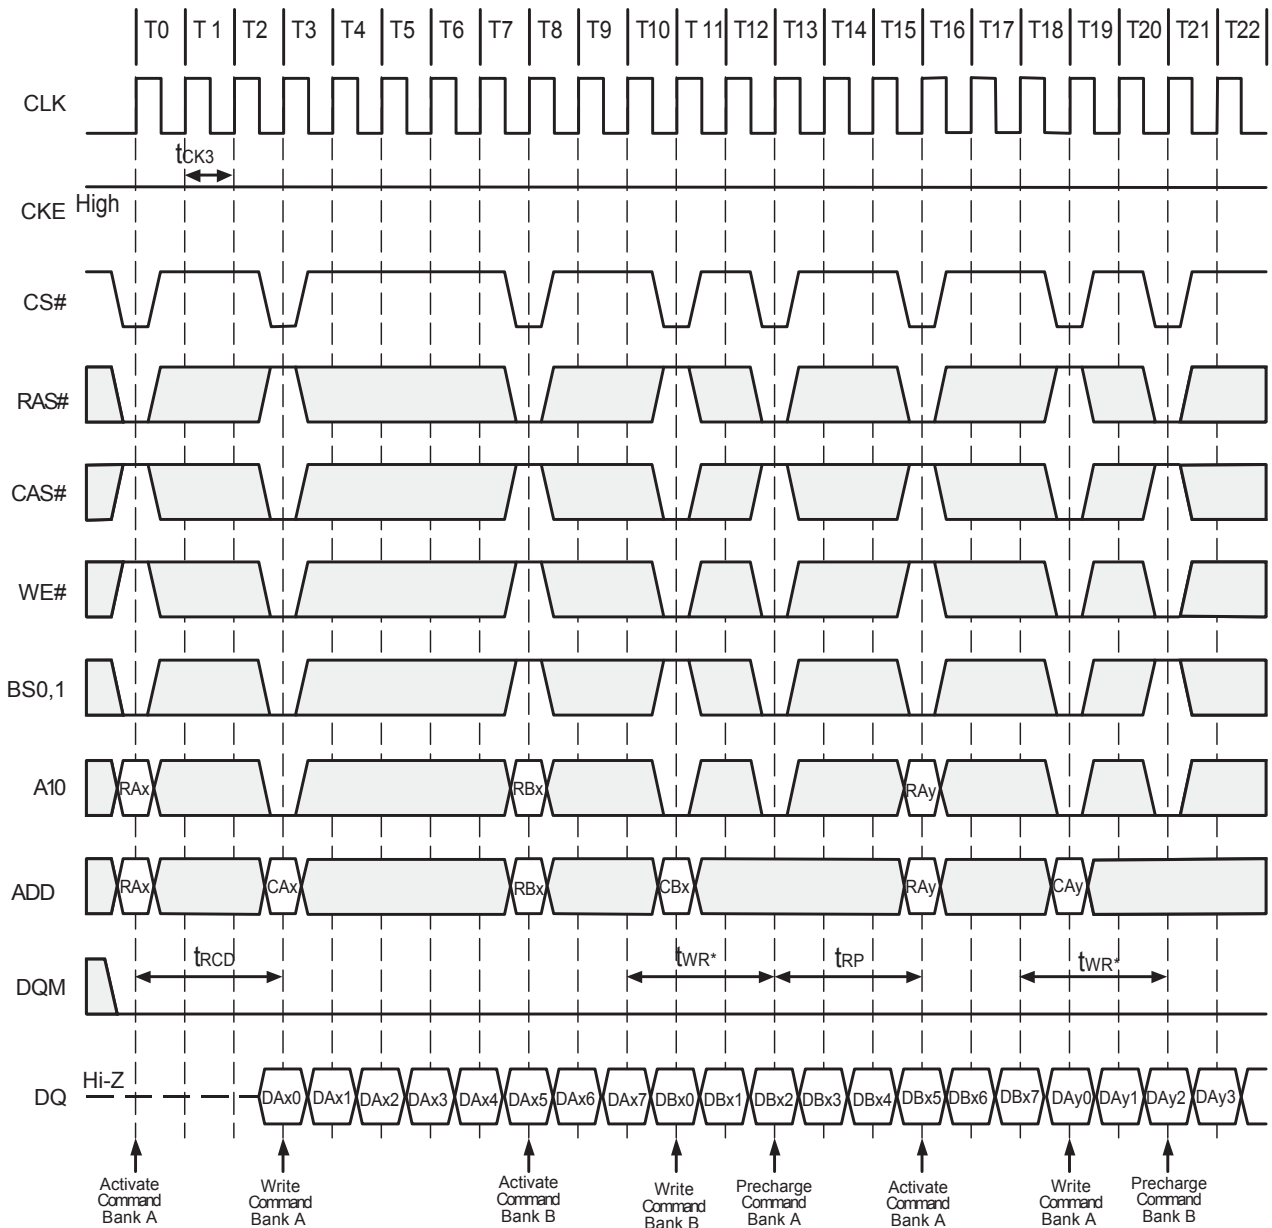 T0 T1 T2 T3 T4 T5 T6 T7 T8 T9 T10 T11 T12 T13 T14 T15 T16 T17 T18 T19 T20 T21 T22
CLK
tCK3
CKE High
CS#
RAS#
CAS#
WE#
BS0,1
A10 RAx RBx RAy
ADD RAx CAx RBx CBx RAy CAy
tRCD tWR* tRP tWR*
DQM
Hi-Z
DQ DAx0 DAx1 DAx2 DAx3 DAx4 DAx5 DAx6 DAx7 DBx0 DBx1 DBx2 DBx3 DBx4 DBx5 DBx6 DBx7 DAy0 DAy1 DAy2 DAy3
Activate Command Bank A
Write Command Bank A
Activate Command Bank B
Write Command Bank B
Precharge Command Bank A
Activate Command Bank A
Write Command Bank A
Precharge Command Bank B